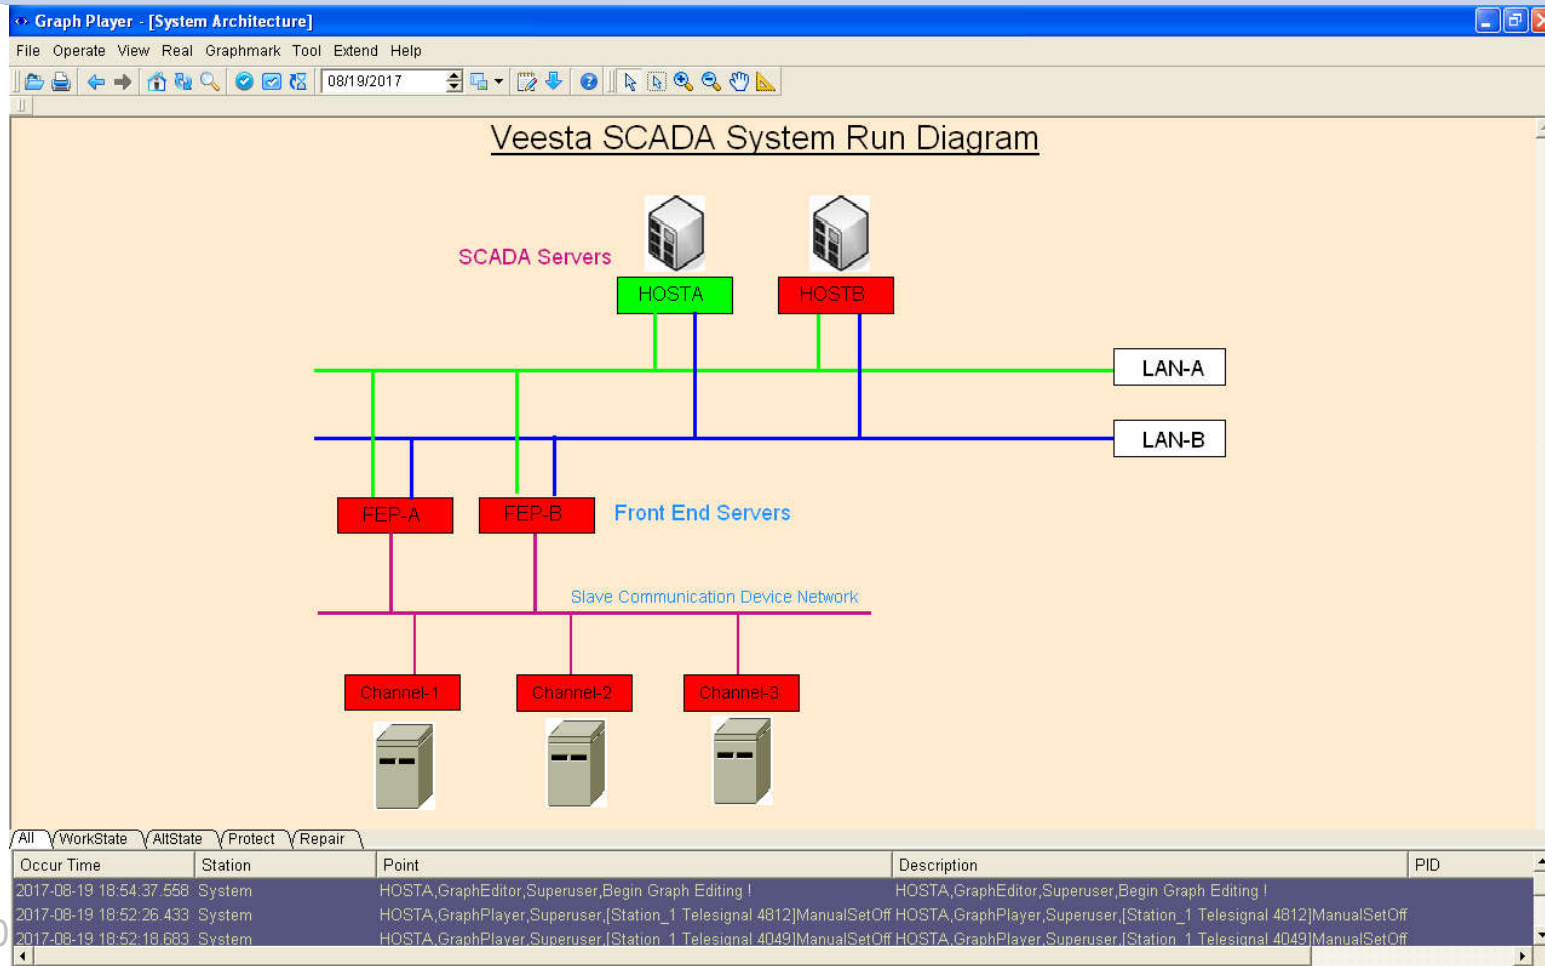 Graph Player - [System Architecture]
File Operate View Real Graphmark Tool Extend Help
08/19/2017
Veesta SCADA System Run Diagram
SCADA Servers
HOSTA HOSTB
LAN-A
LAN-B
FEP-A FEP-B Front End Servers
Slave Communication Device Network
Channel-1 Channel-2 Channel-3
All WorkState AltState Protect Repair
Occur Time Station Point Description PID
2017-08-19 18:54:37.558 System HOSTA,GraphEditor,Superuser,Begin Graph Editing ! HOSTA,GraphEditor,Superuser,Begin Graph Editing !
2017-08-19 18:52:26.433 System HOSTA,GraphPlayer,Superuser,[Station_1 Telesignal 4812]ManualSetOff HOSTA,GraphPlayer,Superuser,[Station_1 Telesignal 4812]ManualSetOff
2017-08-19 18:52:18.683 System HOSTA,GraphPlayer,Superuser,[Station_1 Telesignal 4049]ManualSetOff HOSTA,GraphPlayer,Superuser,[Station_1 Telesignal 4049]ManualSetOff